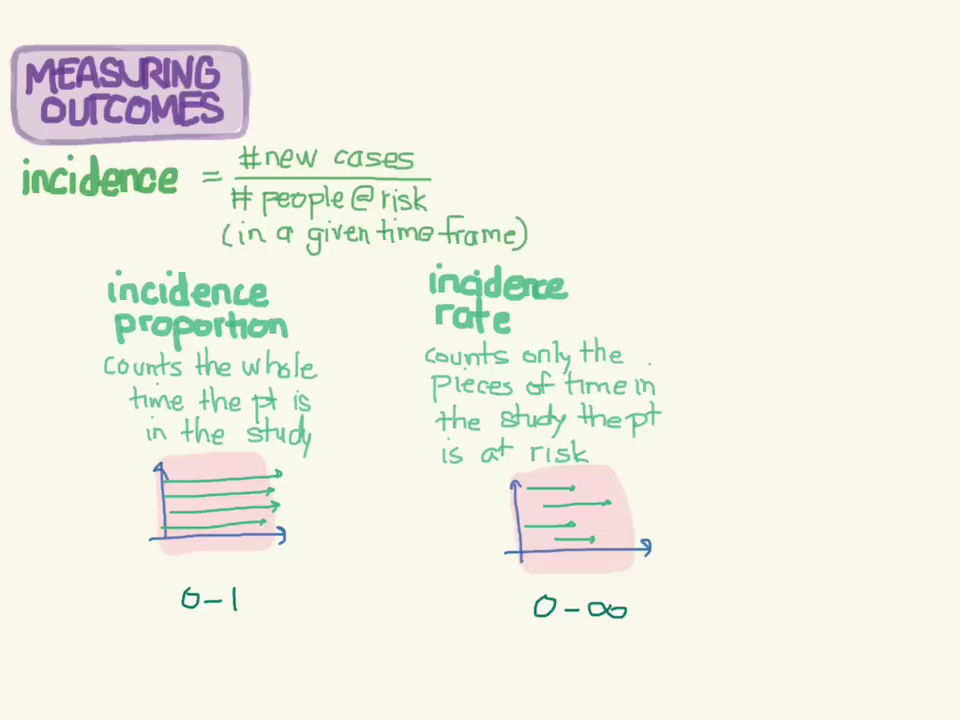 MEASURING
OUTCOMES
incidence = #new cases
# people @ risk
(in a given time frame)
incidence
proportion
counts the whole
time the pt is
in the study
0-1
incidence
rate
counts only the
pieces of time in
the study the pt
is at risk
0-∞